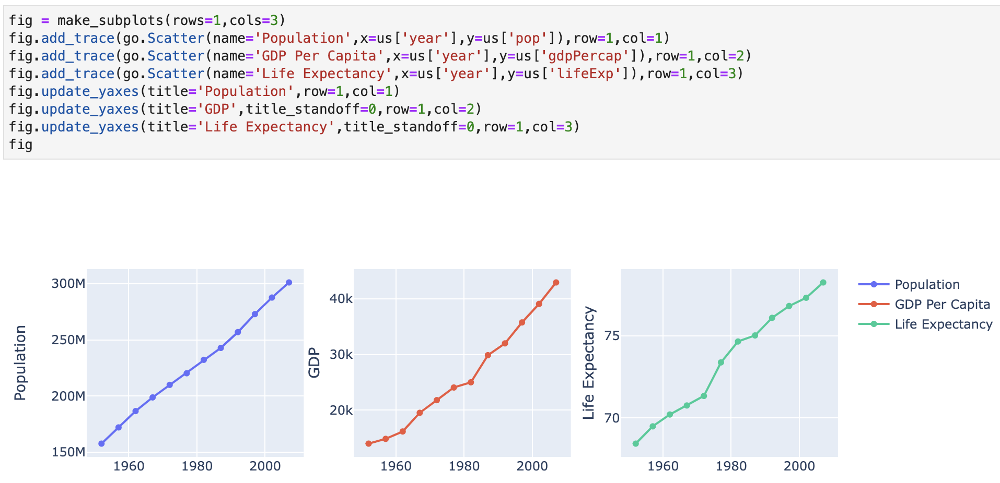 fig = make_subplots(rows=1,cols=3)
fig.add_trace(go.Scatter(name='Population',x=us['year'],y=us['pop']),row=1,col=1)
fig.add_trace(go.Scatter(name='GDP Per Capita',x=us['year'],y=us['gdpPercap']),row=1,col=2)
fig.add_trace(go.Scatter(name='Life Expectancy',x=us['year'],y=us['lifeExp']),row=1,col=3)
fig.update_yaxes(title='Population',row=1,col=1)
fig.update_yaxes(title='GDP',title_standoff=0,row=1,col=2)
fig.update_yaxes(title='Life Expectancy',title_standoff=0,row=1,col=3)
fig
Population
300M
250M
200M
150M
1960 1980 2000
GDP
40k
30k
20k
1960 1980 2000
Life Expectancy
75
70
1960 1980 2000
Population
GDP Per Capita
Life Expectancy